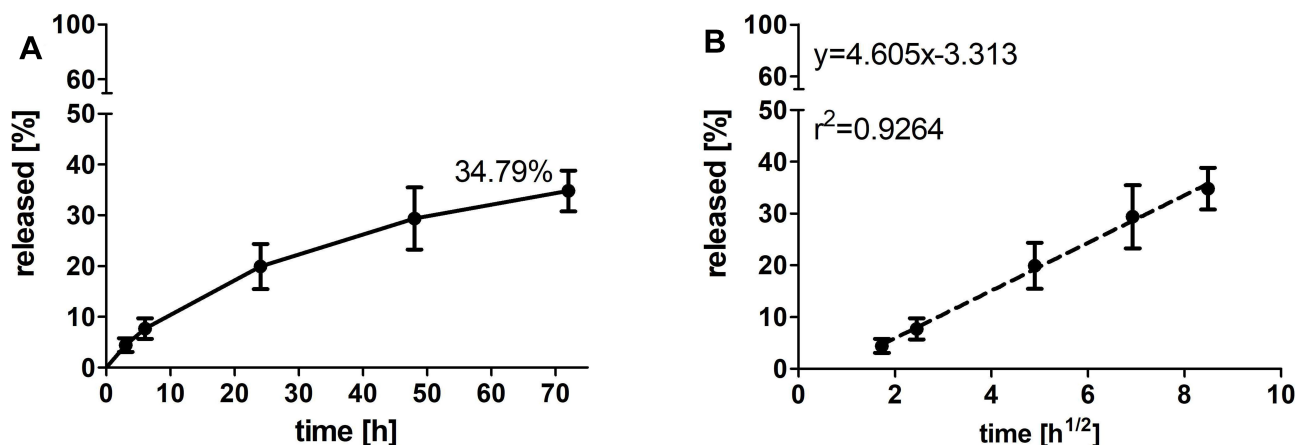 A
100
60
50
40
30
20
10
0
released [%]
34.79%
0 10 20 30 40 50 60 70
time [h]
B
100
60
50
40
30
20
10
0
released [%]
y=4.605x-3.313
r²=0.9264
0 2 4 6 8 10
time [h^1/2]